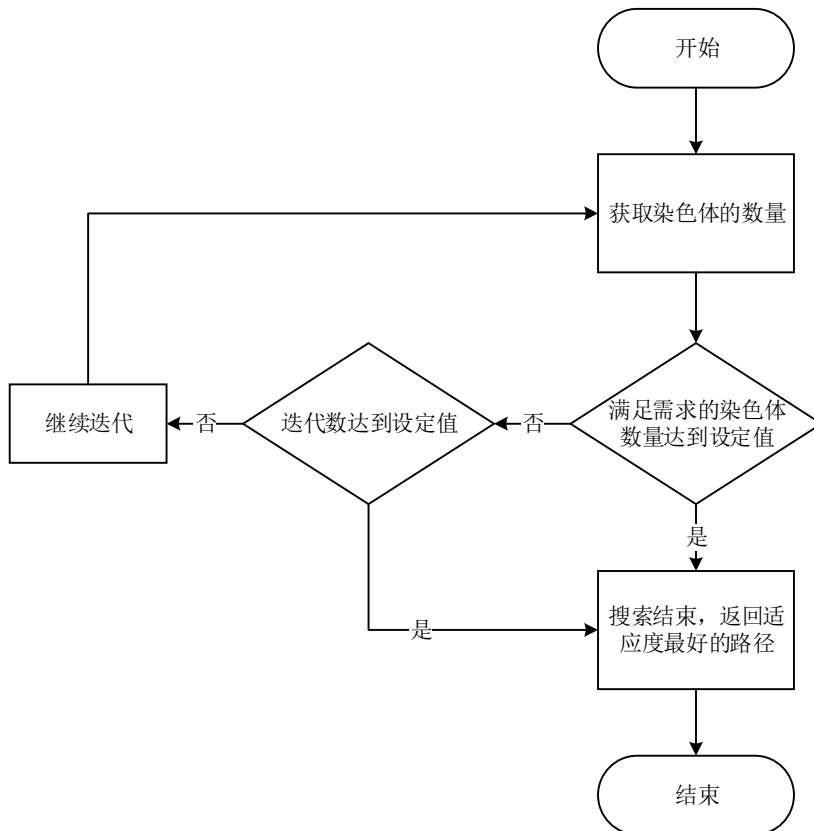 开始
获取染色体的数量
满足需求的染色体
数量达到设定值
否
迭代数达到设定值
否
继续迭代
是
是
搜索结束，返回适
应度最好的路径
结束